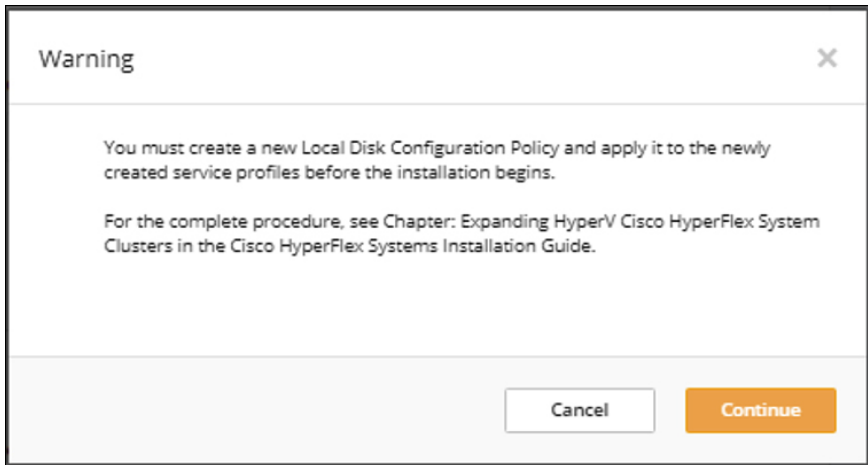 Warning
You must create a new Local Disk Configuration Policy and apply it to the newly
created service profiles before the installation begins.
For the complete procedure, see Chapter: Expanding HyperV Cisco HyperFlex System
Clusters in the Cisco HyperFlex Systems Installation Guide.
Cancel
Continue